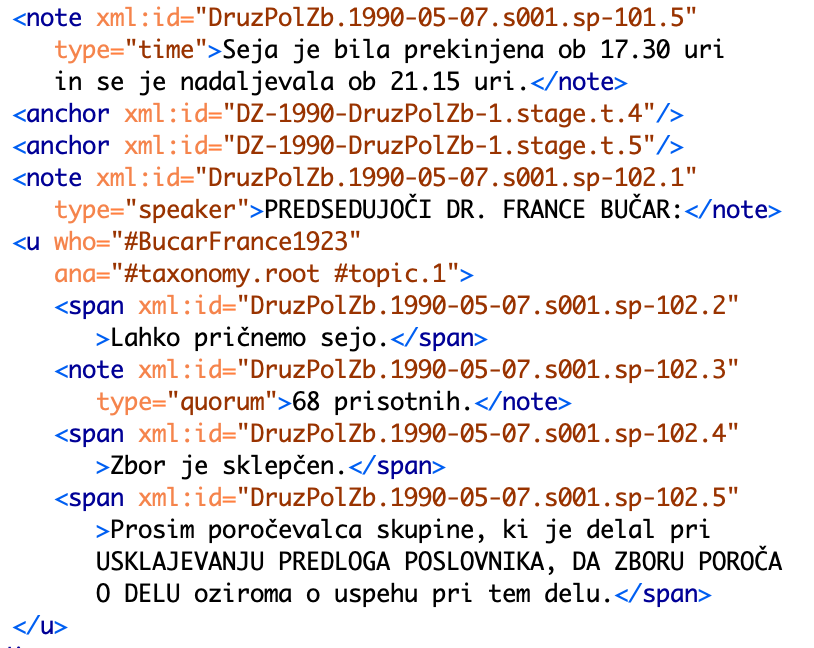 <note xml:id="DruzPolZb.1990-05-07.s001.sp-101.5"
type="time">Seja je bila prekinjena ob 17.30 uri
in se je nadaljevala ob 21.15 uri.</note>
<anchor xml:id="DZ-1990-DruzPolZb-1.stage.t.4"/>
<anchor xml:id="DZ-1990-DruzPolZb-1.stage.t.5"/>
<note xml:id="DruzPolZb.1990-05-07.s001.sp-102.1"
type="speaker">PREDSEDUJOČI DR. FRANCE BUČAR:</note>
<u who="#BucarFrance1923"
ana="#taxonomy.root #topic.1">
<span xml:id="DruzPolZb.1990-05-07.s001.sp-102.2"
>Lahko pričnemo sejo.</span>
<note xml:id="DruzPolZb.1990-05-07.s001.sp-102.3"
type="quorum">68 prisotnih.</note>
<span xml:id="DruzPolZb.1990-05-07.s001.sp-102.4"
>Zbor je sklepčen.</span>
<span xml:id="DruzPolZb.1990-05-07.s001.sp-102.5"
>Prosim poročevalca skupine, ki je delal pri
USKLAJEVANJU PREDLOGA POSLOVNIKA, DA ZBORU POROČA
O DELU oziroma o uspehu pri tem delu.</span>
</u>